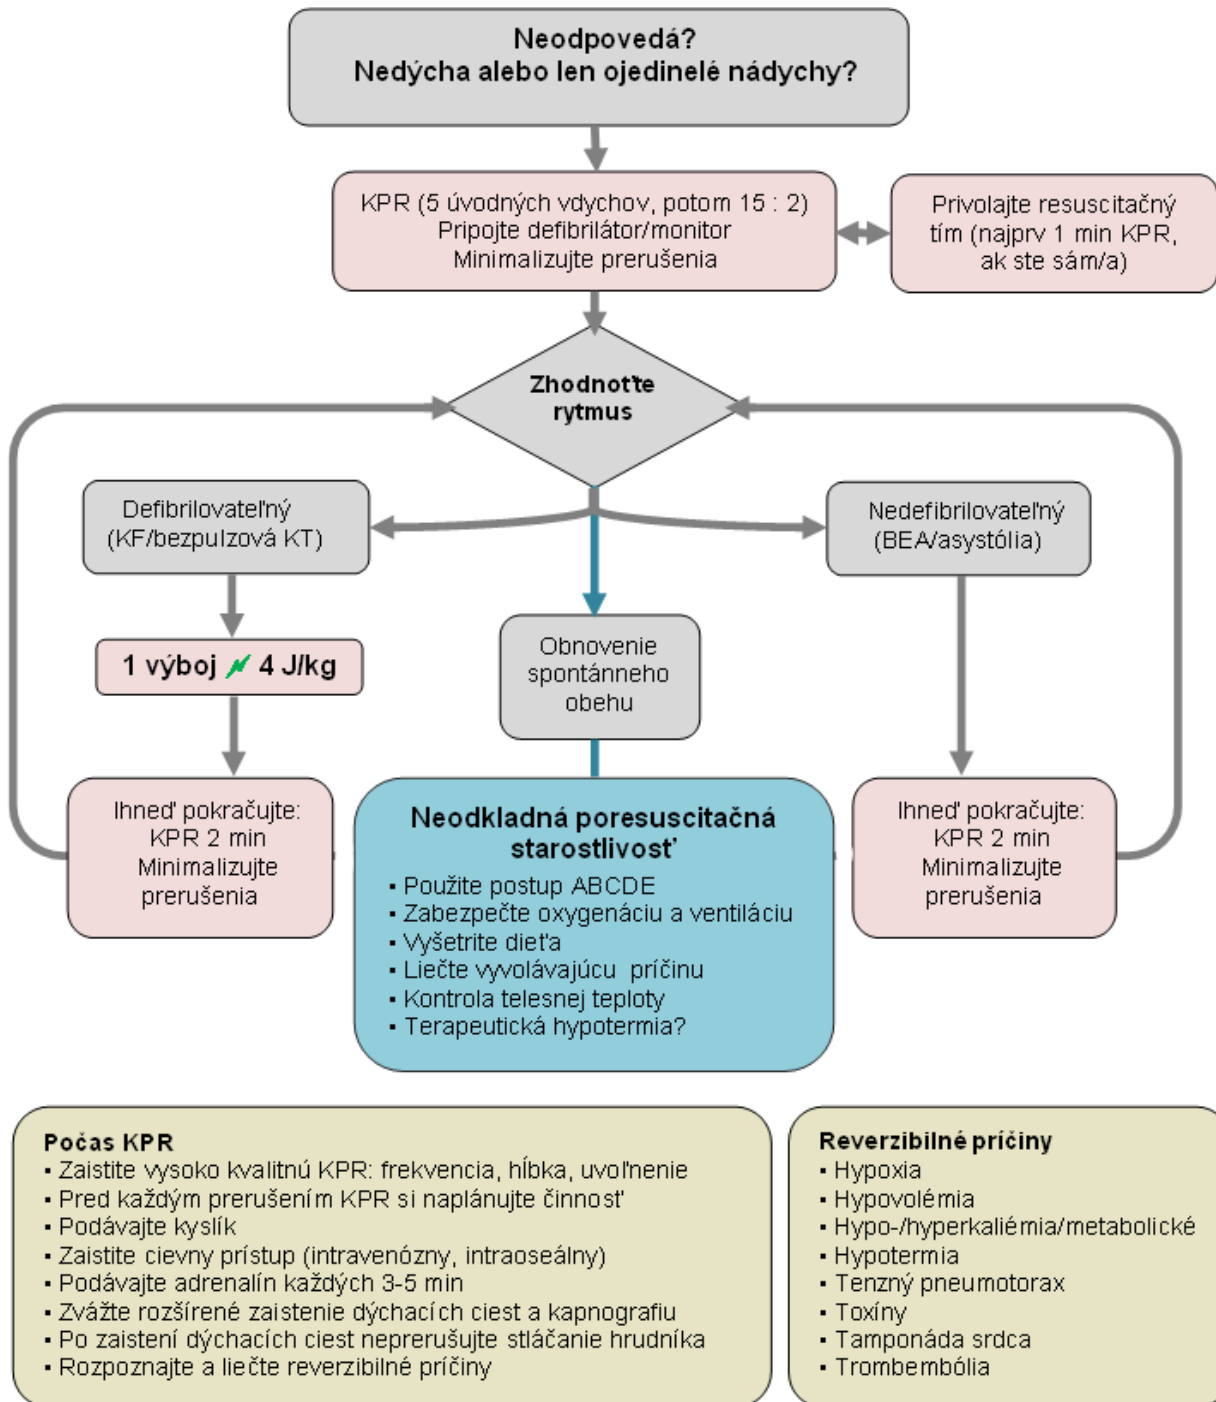 Neodpovedá?
Nedýcha alebo len ojedinelé nádychy?
KPR (5 úvodných vdychov, potom 15 : 2)
Pripojte defibrilátor/monitor
Minimalizujte prerušenia
Privolajte resuscitačný
tím (najprv 1 min KPR,
ak ste sám/a)
Zhodnoťte
rytmus
Defibrilovateľný
(KF/bezpulzová KT)
Nedefibrilovateľný
(BEA/asystólia)
1 výboj 4 J/kg
Obnovenie
spontánneho
obehu
Ihneď pokračujte:
KPR 2 min
Minimalizujte
prerušenia
Neodkladná poresuscitačná
starostlivosť
▪ Použite postup ABCDE
▪ Zabezpečte oxygenáciu a ventiláciu
▪ Vyšetrite dieťa
▪ Liečte vyvolávajúcu príčinu
▪ Kontrola telesnej teploty
▪ Terapeutická hypotermia?
Ihneď pokračujte:
KPR 2 min
Minimalizujte
prerušenia
Počas KPR
▪ Zaistite vysoko kvalitnú KPR: frekvencia, hĺbka, uvoľnenie
▪ Pred každým prerušením KPR si naplánujte činnosť
▪ Podávajte kyslík
▪ Zaistite cievny prístup (intravenózny, intraoseálny)
▪ Podávajte adrenalín každých 3-5 min
▪ Zvážte rozšírené zaistenie dýchacích ciest a kapnografiu
▪ Po zaistení dýchacích ciest neprerušujte stláčanie hrudníka
▪ Rozpoznajte a liečte reverzibilné príčiny
Reverzibilné príčiny
▪ Hypoxia
▪ Hypovolémia
▪ Hypo-/hyperkaliémia/metabolické
▪ Hypotermia
▪ Tenzný pneumotorax
▪ Toxíny
▪ Tamponáda srdca
▪ Trombembólia